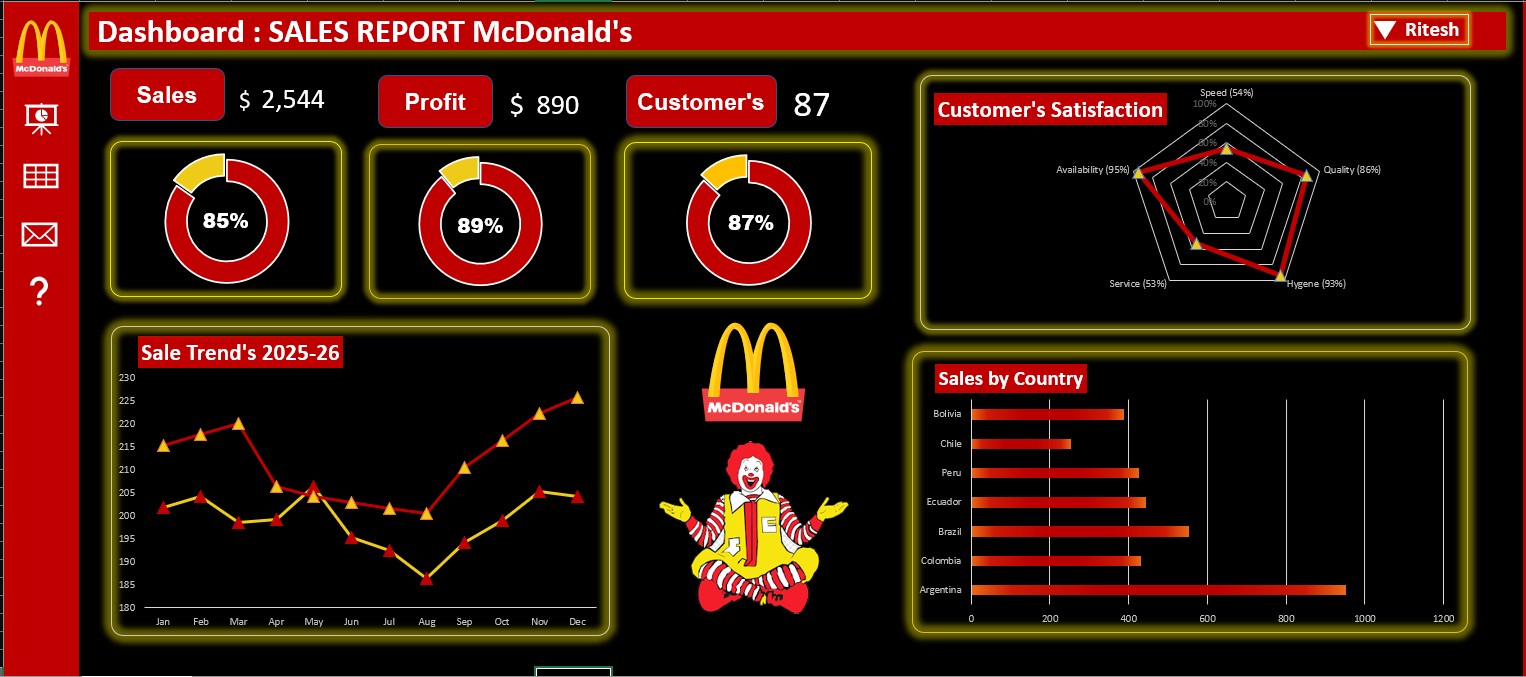 Dashboard : SALES REPORT McDonald's
Ritesh
McDonald's
Sales
$ 2,544
Profit
$ 890
Customer's
87
85%
89%
87%
Customer's Satisfaction
Speed (54%)
100%
80%
60%
40%
20%
0%
Availability (95%)
Quality (86%)
Service (53%)
Hygene (93%)
?
Sale Trend's 2025-26
230
225
220
215
210
205
200
195
190
185
180
Jan Feb Mar Apr May Jun Jul Aug Sep Oct Nov Dec
McDonald's
E
F
Sales by Country
Bolivia
Chile
Peru
Ecuador
Brazil
Colombia
Argentina
0 200 400 600 800 1000 1200